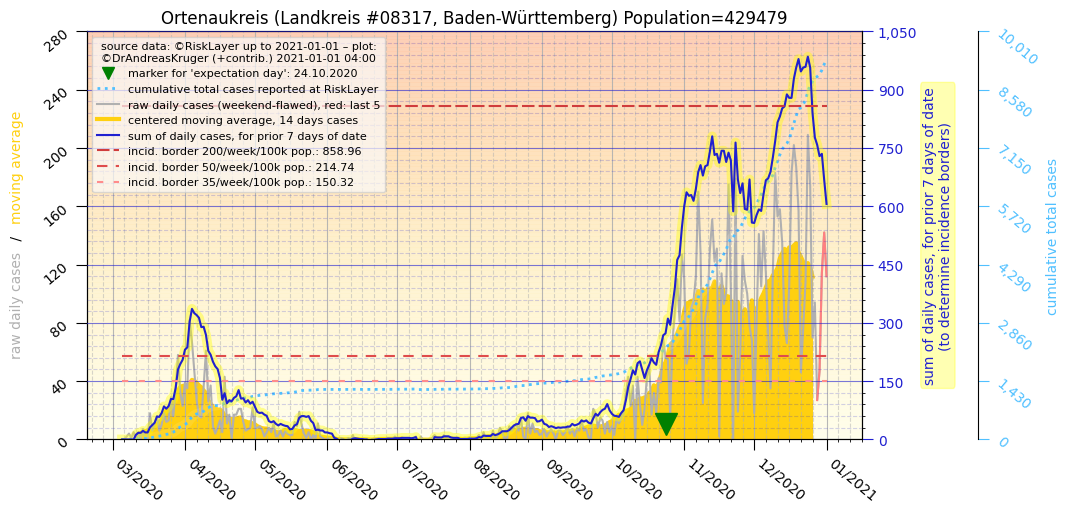 Ortenaukreis (Landkreis #08317, Baden-Württemberg) Population=429479
source data: ©RiskLayer up to 2021-01-01 – plot:
©DrAndreasKruger (+contrib.) 2021-01-01 04:00
marker for 'expectation day': 24.10.2020
cumulative total cases reported at RiskLayer
raw daily cases (weekend-flawed), red: last 5
centered moving average, 14 days cases
sum of daily cases, for prior 7 days of date
incid. border 200/week/100k pop.: 858.96
incid. border 50/week/100k pop.: 214.74
incid. border 35/week/100k pop.: 150.32
raw daily cases / moving average
280
240
200
160
120
80
40
0
03/2020
04/2020
05/2020
06/2020
07/2020
08/2020
09/2020
10/2020
11/2020
12/2020
01/2021
1,050
900
750
600
450
300
150
0
sum of daily cases, for prior 7 days of date
(to determine incidence borders)
10,010
8,580
7,150
5,720
4,290
2,860
1,430
0
cumulative total cases